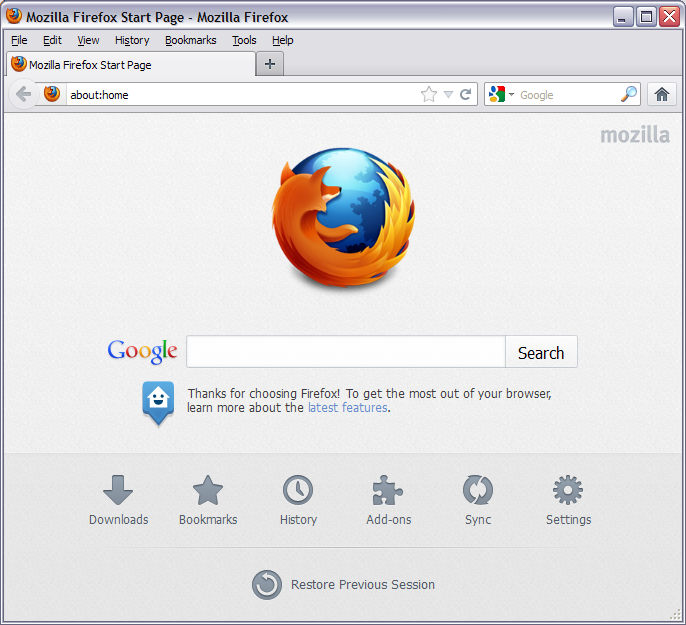 Mozilla Firefox Start Page - Mozilla Firefox
File Edit View History Bookmarks Tools Help
Mozilla Firefox Start Page
about:home Google
mozilla
Google Search
Thanks for choosing Firefox! To get the most out of your browser,
learn more about the latest features.
Downloads Bookmarks History Add-ons Sync Settings
Restore Previous Session